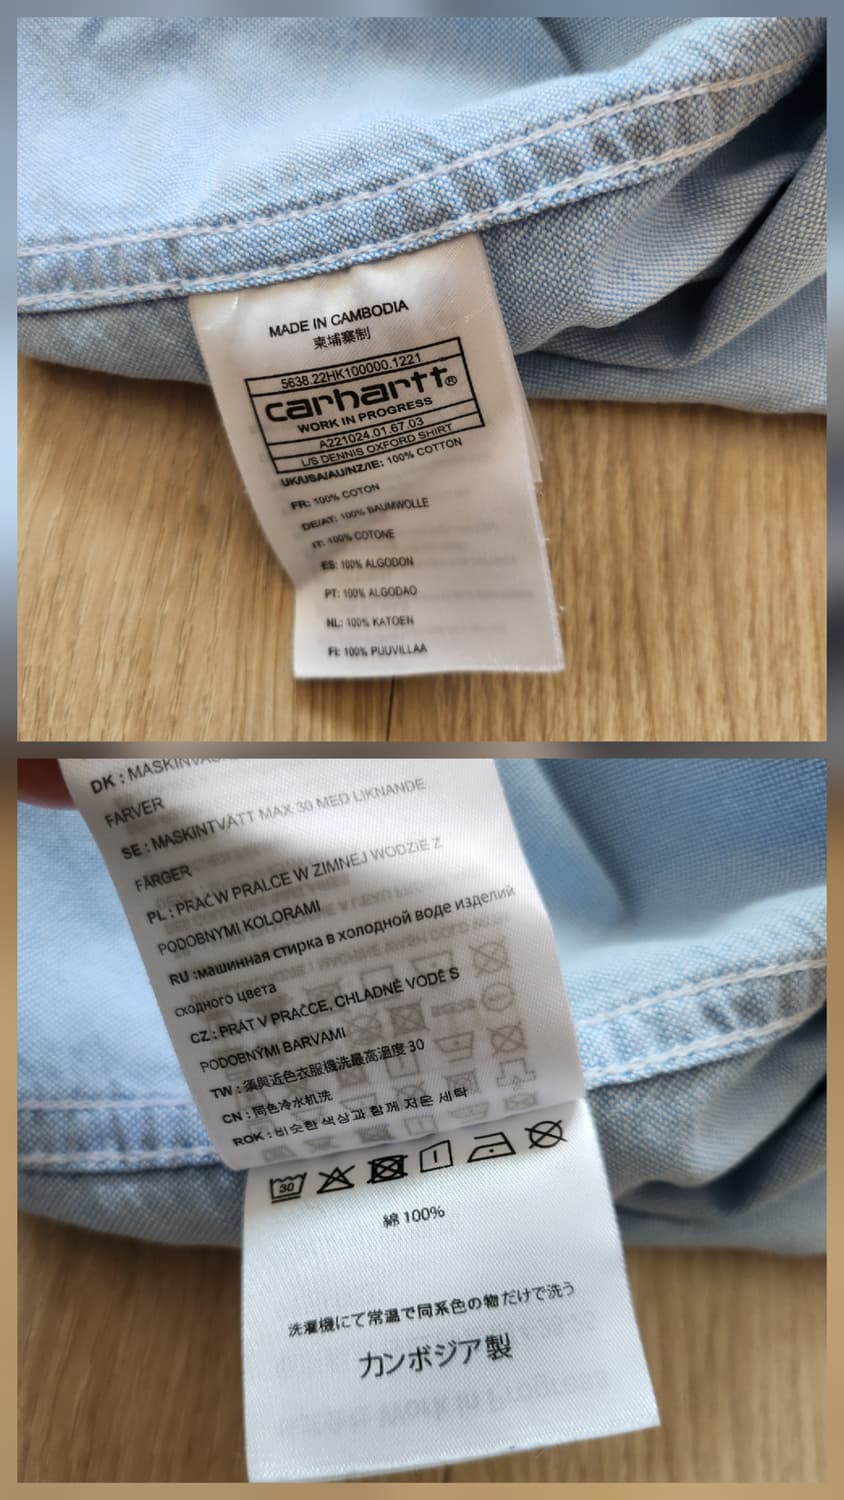 MADE IN CAMBODIA
柬埔寨制
5638.22HK100000.1221
carhartt®
WORK IN PROGRESS
A221024.01.67.03
L/S DENNIS OXFORD SHIRT
UK/USA/AU/NZ/IE: 100% COTTON
FR: 100% COTON
DE/AT: 100% BAUMWOLLE
IT: 100% COTONE
ES: 100% ALGODON
PT: 100% ALGODAO
NL: 100% KATOEN
FI: 100% PUUVILLAA
DK : MASKINVAS
FARVER
SE : MASKINTVÄTT MAX 30 MED LIKNANDE
FÄRGER
PL : PRAĆ W PRALCE W ZIMNEJ WODZIE Z
PODOBNYMI KOLORAMI
RU :машинная стирка в холодной воде изделий
сходного цвета
CZ : PRÁT V PRAČCE, CHLADNÉ VODĚ S
PODOBNÝMI BARVAMI
TW : 須與近色衣服機洗最高溫度 30
CN : 同色冷水机洗
ROK : 비슷한 색상과 함께 저온 세탁
30
綿 100%
洗濯機にて常温で同系色の物だけで洗う
カンボジア製